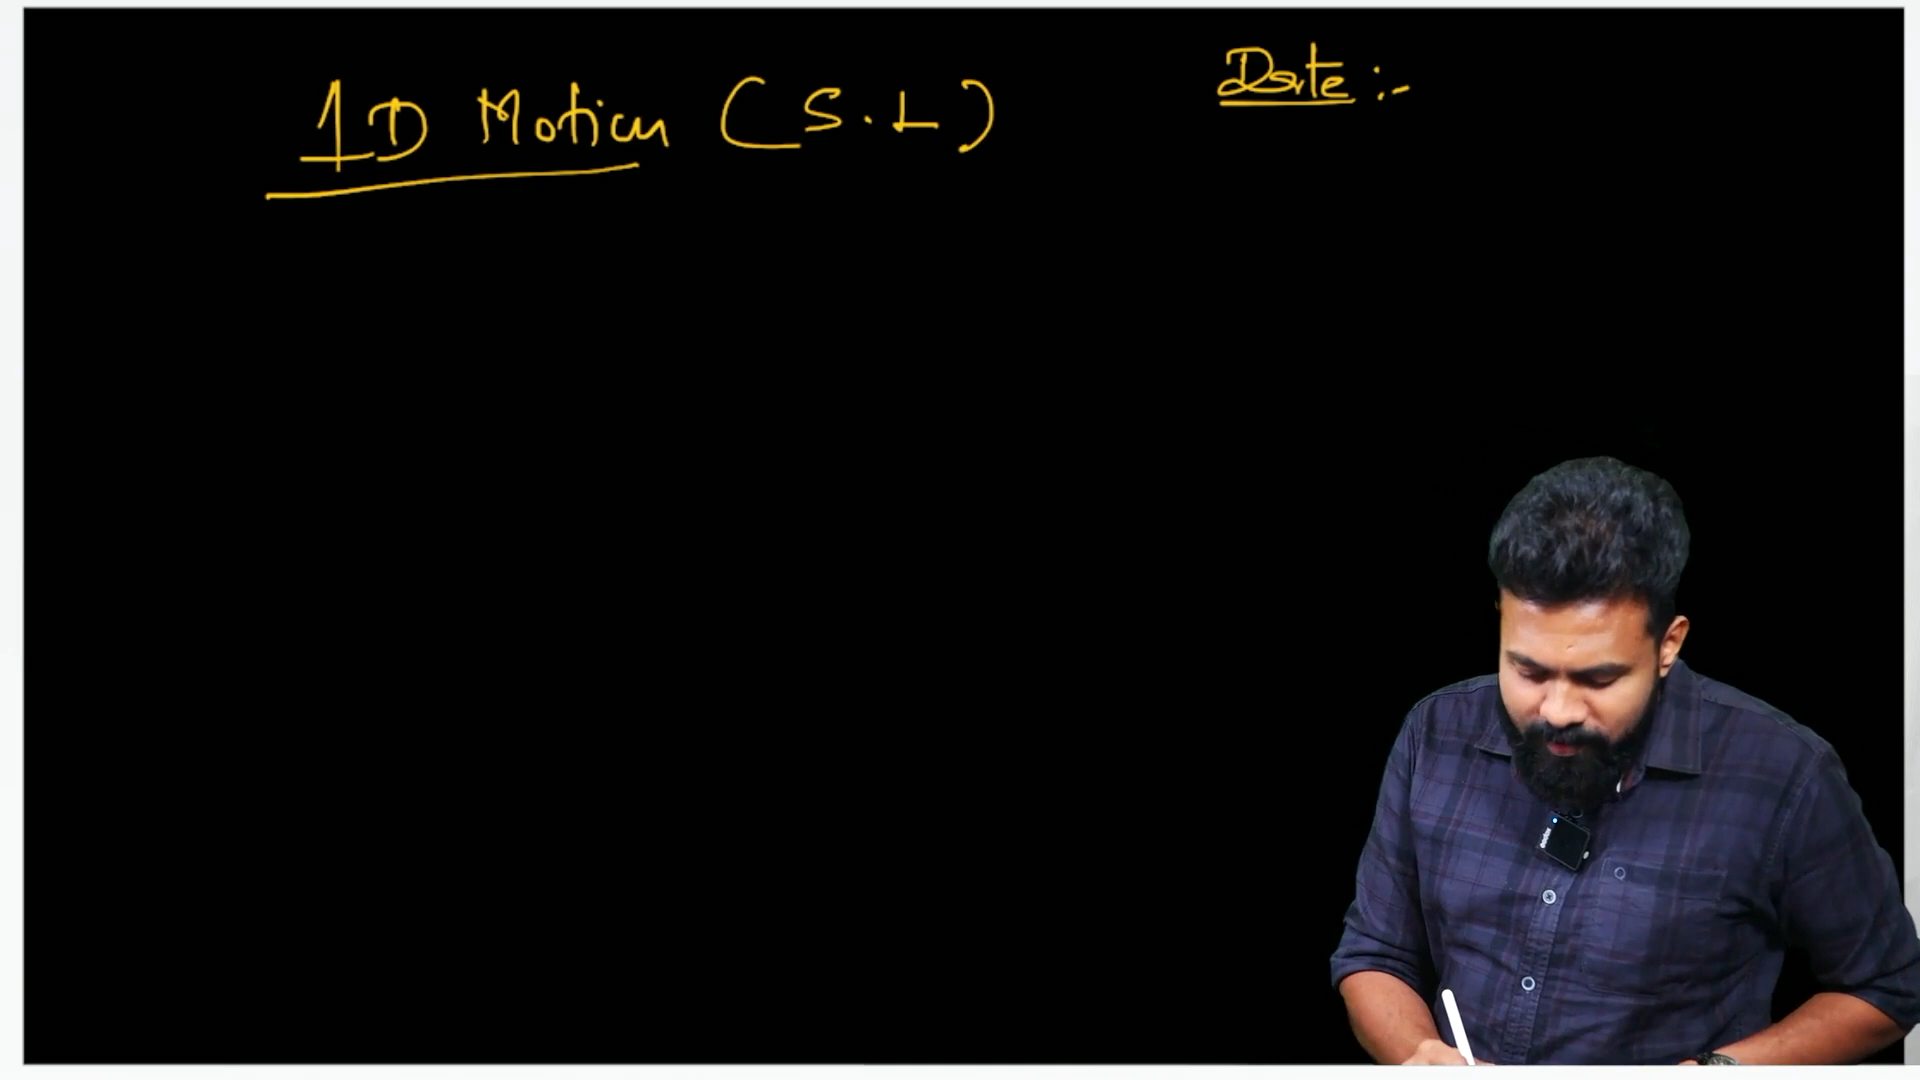 1D Motion (S.L)
Date :-